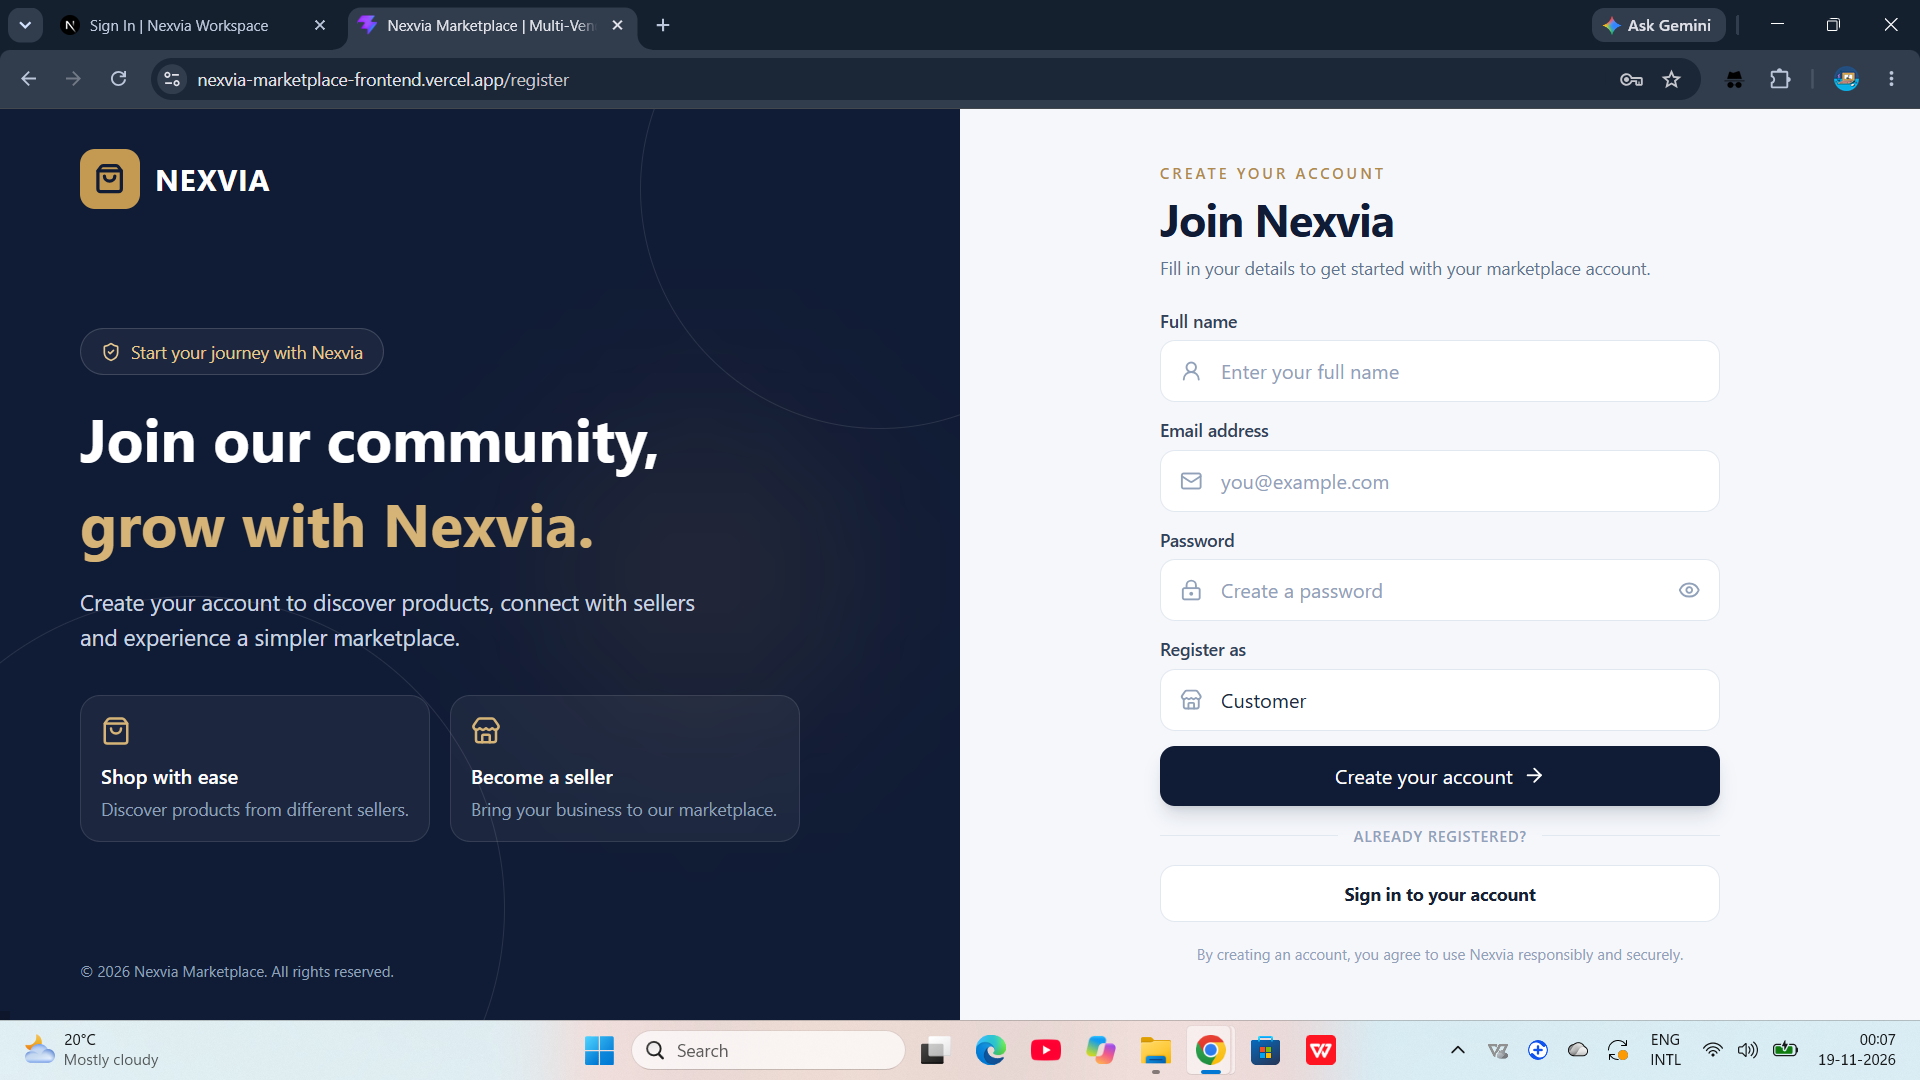 Sign In | Nexvia Workspace
Nexvia Marketplace | Multi-Ven
Ask Gemini
nexvia-marketplace-frontend.vercel.app/register
NEXVIA
Start your journey with Nexvia
Join our community,
grow with Nexvia.
Create your account to discover products, connect with sellers
and experience a simpler marketplace.
Shop with ease
Discover products from different sellers.
Become a seller
Bring your business to our marketplace.
© 2026 Nexvia Marketplace. All rights reserved.
CREATE YOUR ACCOUNT
Join Nexvia
Fill in your details to get started with your marketplace account.
Full name
Enter your full name
Email address
you@example.com
Password
Create a password
Register as
Customer
Create your account
ALREADY REGISTERED?
Sign in to your account
By creating an account, you agree to use Nexvia responsibly and securely.
20°C
Mostly cloudy
Search
ENG
INTL
00:07
19-11-2026